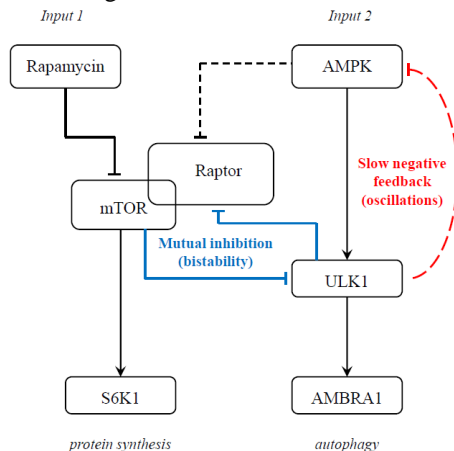 Input 1
Input 2
Rapamycin
AMPK
Raptor
mTOR
Slow negative
feedback
(oscillations)
Mutual inhibition
(bistability)
ULK1
S6K1
AMBRA1
protein synthesis
autophagy